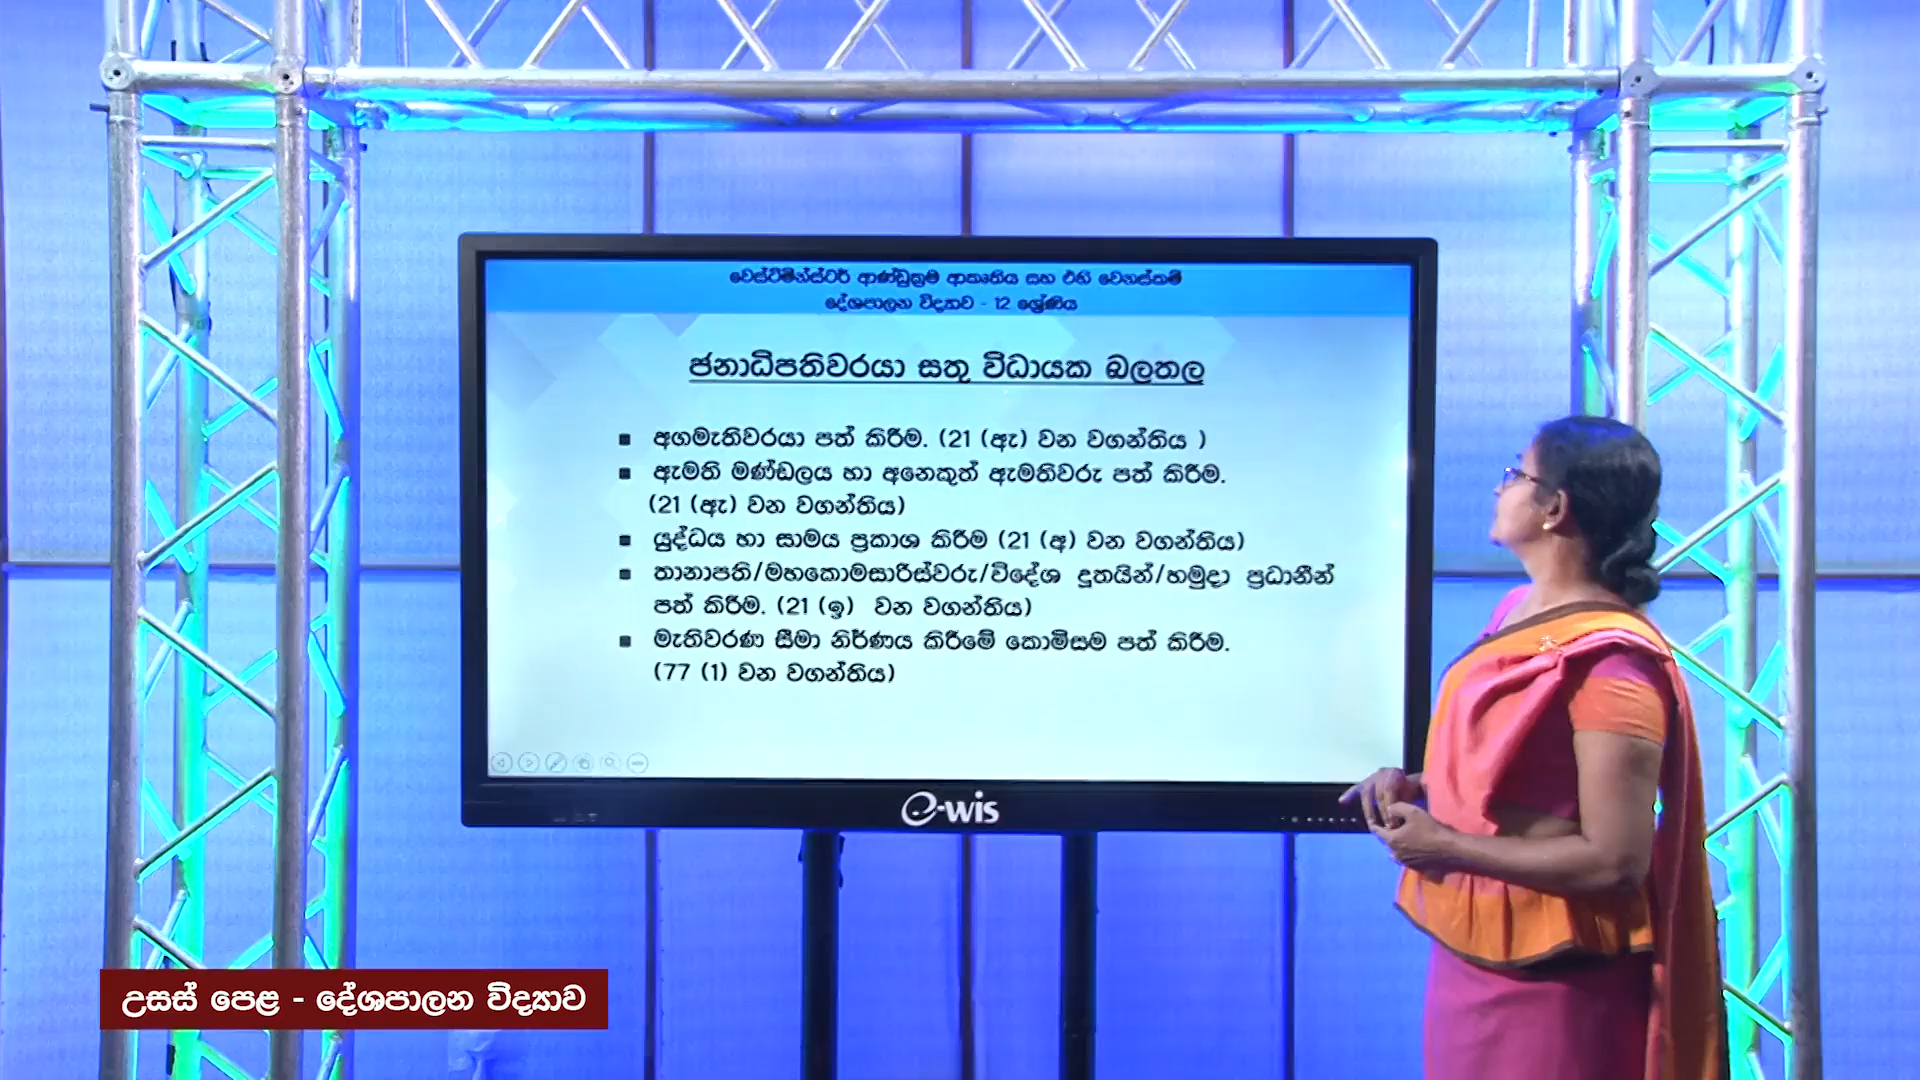 වෙස්ට්මින්ස්ටර් ආණ්ඩුක්‍රම ආකෘතිය සහ එහි වෙනස්කම්
දේශපාලන විද්‍යාව - 12 ශ්‍රේණිය
ජනාධිපතිවරයා සතු විධායක බලතල
▪ අගමැතිවරයා පත් කිරීම. (21 (ඇ) වන වගන්තිය )
▪ ඇමති මණ්ඩලය හා අනෙකුත් ඇමතිවරු පත් කිරීම.
(21 (ඇ) වන වගන්තිය)
▪ යුද්ධය හා සාමය ප්‍රකාශ කිරීම (21 (අ) වන වගන්තිය)
▪ තානාපති/මහකොමසාරිස්වරු/විදේශ දූතයින්/හමුදා ප්‍රධානීන්
පත් කිරීම. (21 (ඉ) වන වගන්තිය)
▪ මැතිවරණ සීමා නිර්ණය කිරීමේ කොමිසම පත් කිරීම.
(77 (1) වන වගන්තිය)
e-wis
උසස් පෙළ - දේශපාලන විද්‍යාව